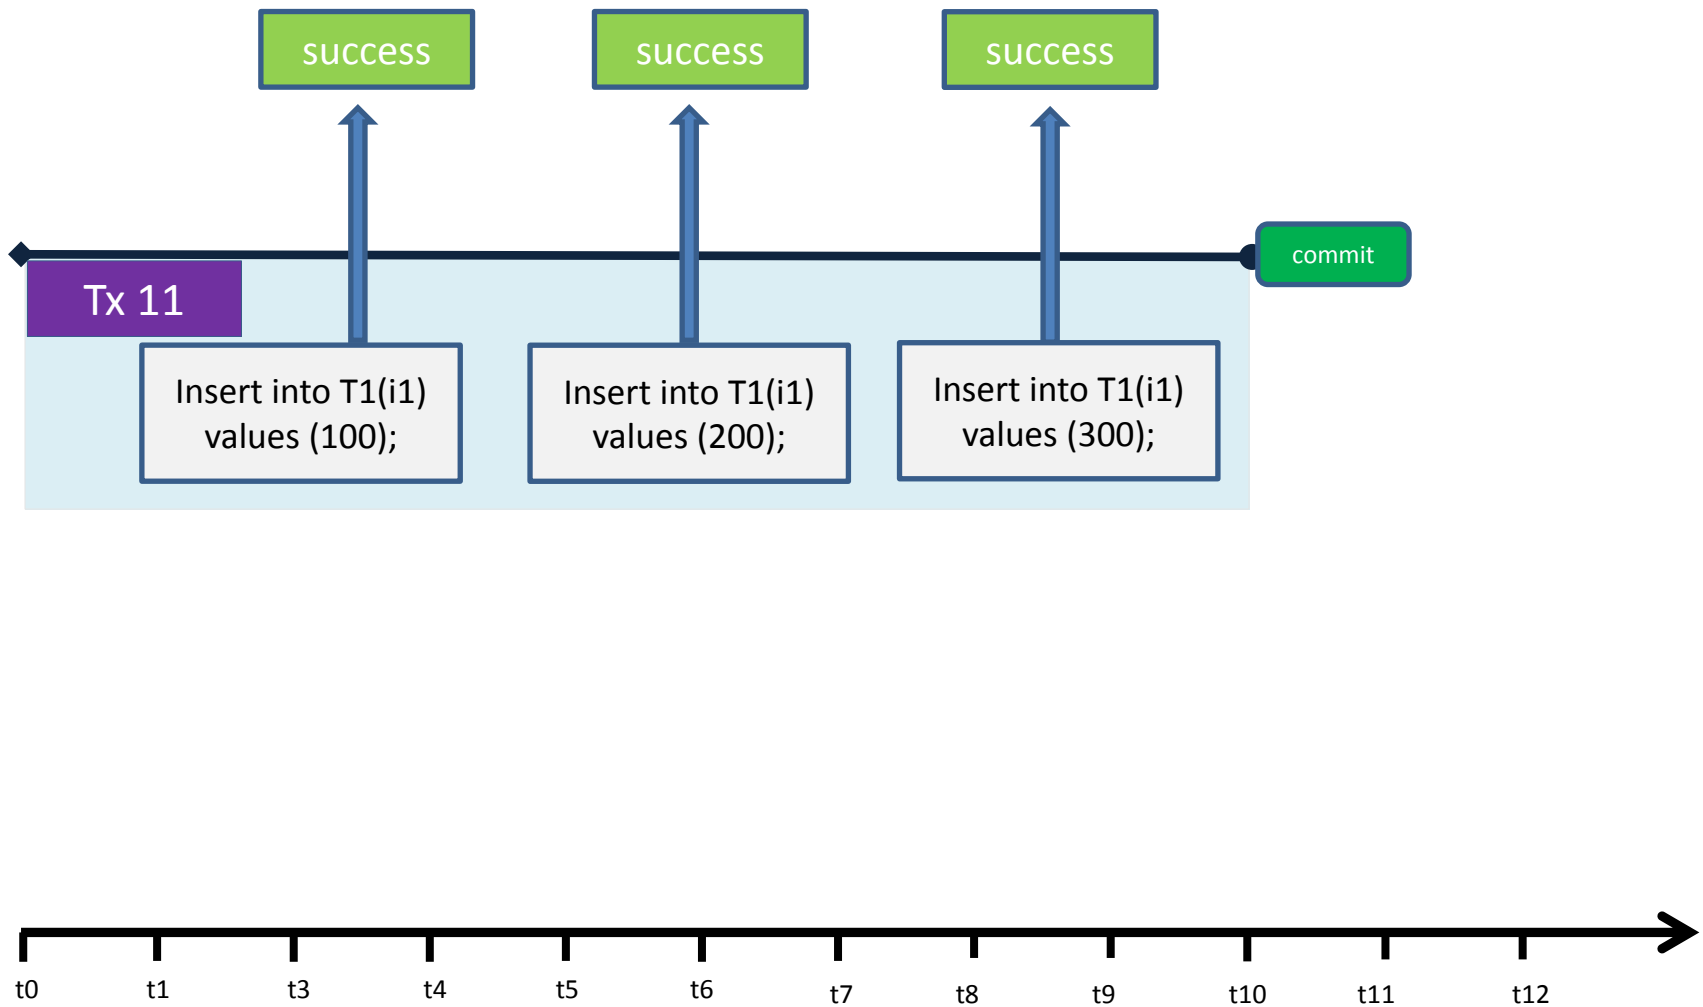 success
success
success
commit
Tx 11
Insert into T1(i1)
values (100);
Insert into T1(i1)
values (200);
Insert into T1(i1)
values (300);
t0
t1
t3
t4
t5
t6
t7
t8
t9
t10
t11
t12